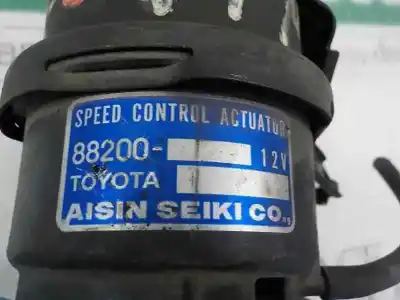 SPEED CONTROL ACTUATOR
88200- 12V
TOYOTA
AISIN SEIKI CO.